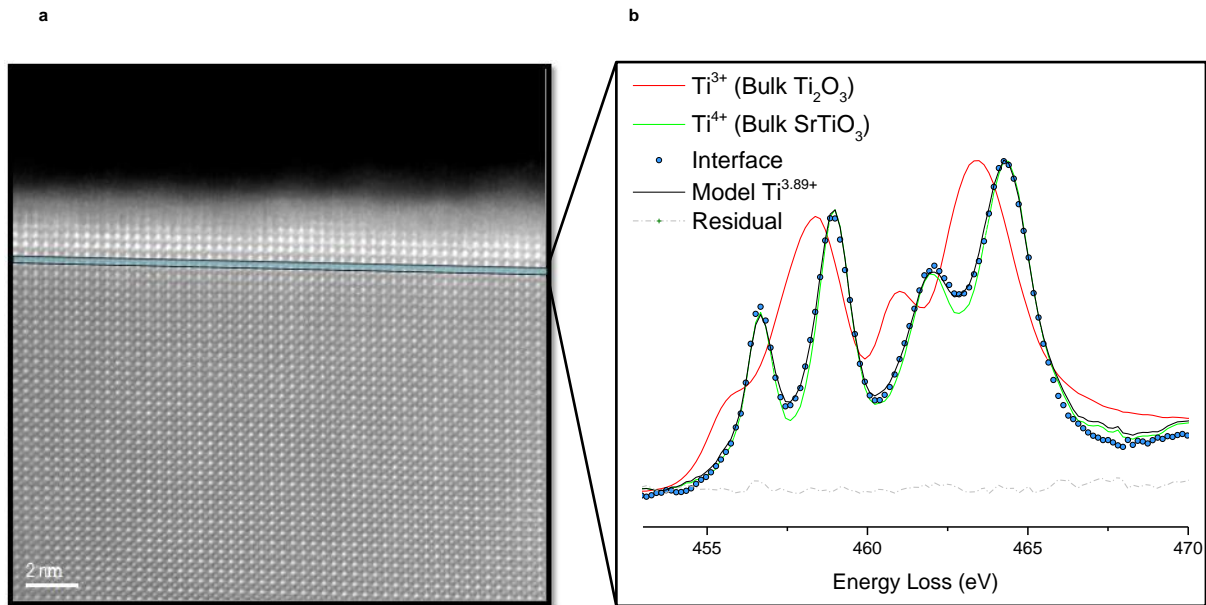 a
b
Ti³⁺ (Bulk Ti₂O₃)
Ti⁴⁺ (Bulk SrTiO₃)
Interface
Model Ti³·⁸⁹⁺
Residual
2 nm
455 460 465 470
Energy Loss (eV)